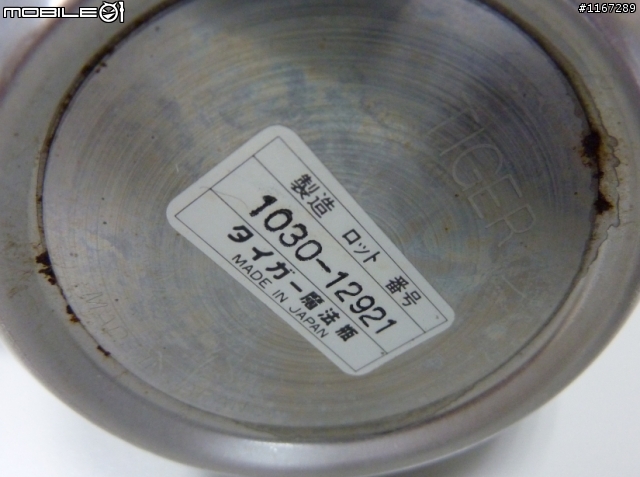 MOBILE01
#1167289
TIGER
製造 ロット 番号
1030-12921
タイガー魔法瓶
MADE IN JAPAN